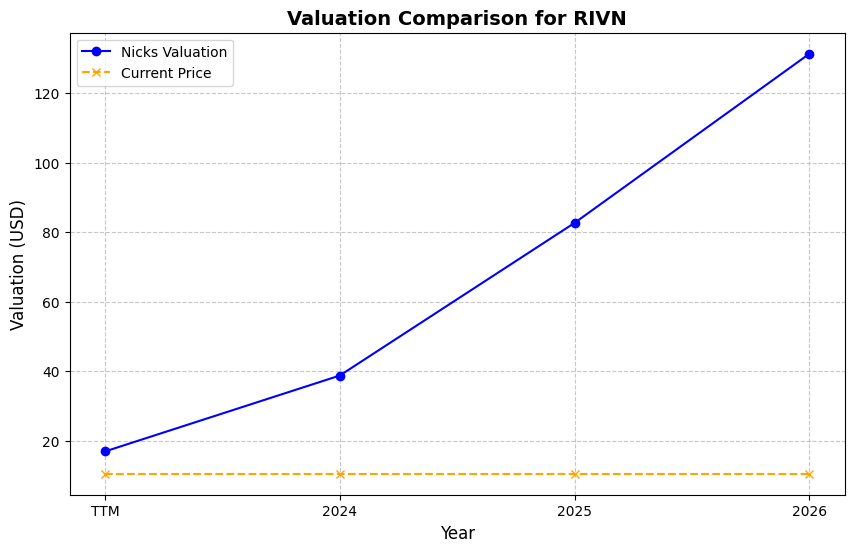 Valuation Comparison for RIVN
Nicks Valuation
Current Price
Valuation (USD)
120
100
80
60
40
20
TTM
2024
2025
2026
Year